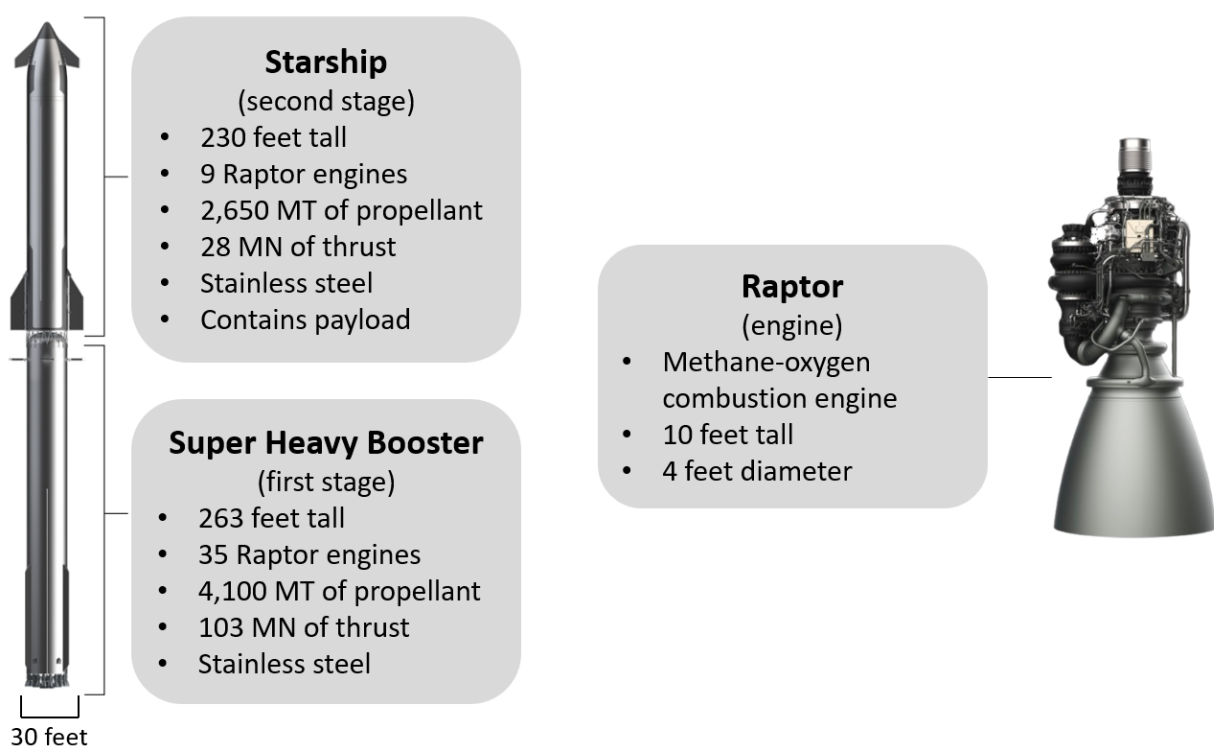 Starship
(second stage)
• 230 feet tall
• 9 Raptor engines
• 2,650 MT of propellant
• 28 MN of thrust
• Stainless steel
• Contains payload
Super Heavy Booster
(first stage)
• 263 feet tall
• 35 Raptor engines
• 4,100 MT of propellant
• 103 MN of thrust
• Stainless steel
30 feet
Raptor
(engine)
• Methane-oxygen
combustion engine
• 10 feet tall
• 4 feet diameter